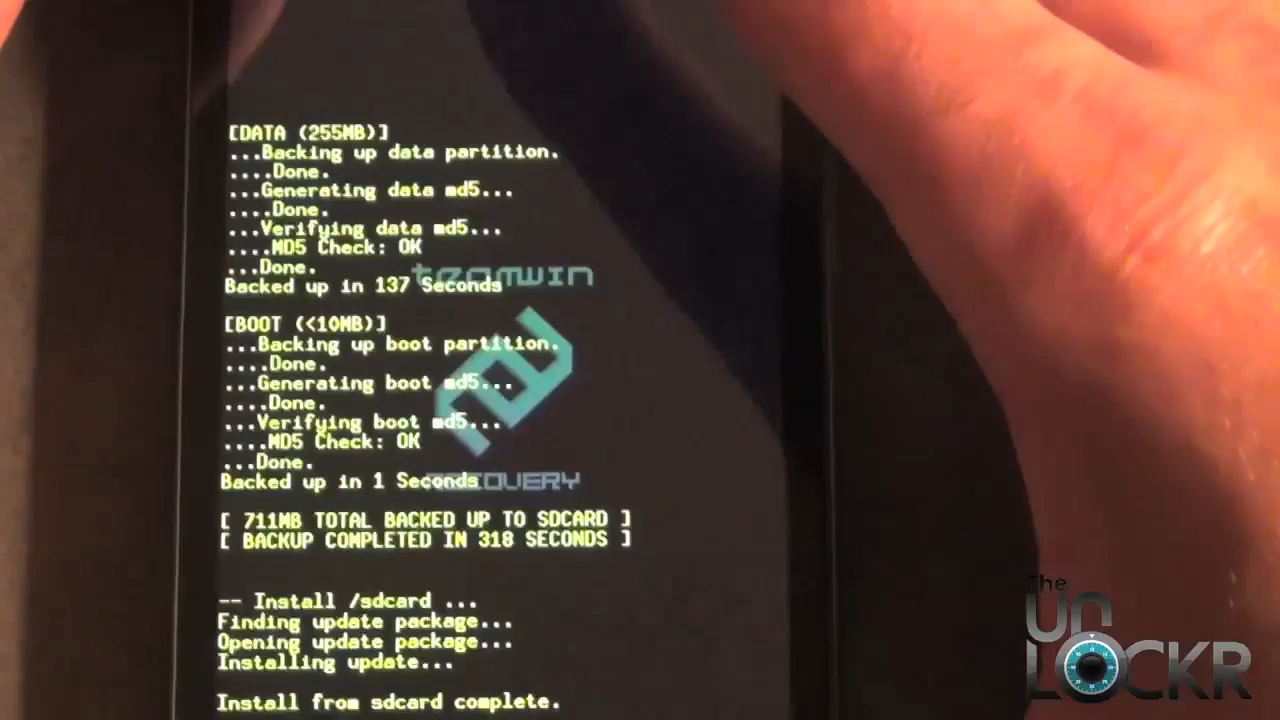 [DATA (255MB)]
...Backing up data partition.
....Done.
...Generating data md5...
....Done.
...Verifying data md5...
....MD5 Check: OK
...Done.
teamwin
Backed up in 137 Seconds
[BOOT (<10MB)]
...Backing up boot partition.
....Done.
...Generating boot md5...
....Done.
...Verifying boot md5...
....MD5 Check: OK
...Done.
Backed up in 1 Seconds
RECOVERY
[ 711MB TOTAL BACKED UP TO SDCARD ]
[ BACKUP COMPLETED IN 318 SECONDS ]
-- Install /sdcard ...
Finding update package...
Opening update package...
Installing update...
Install from sdcard complete.
The
Un
LOCKR